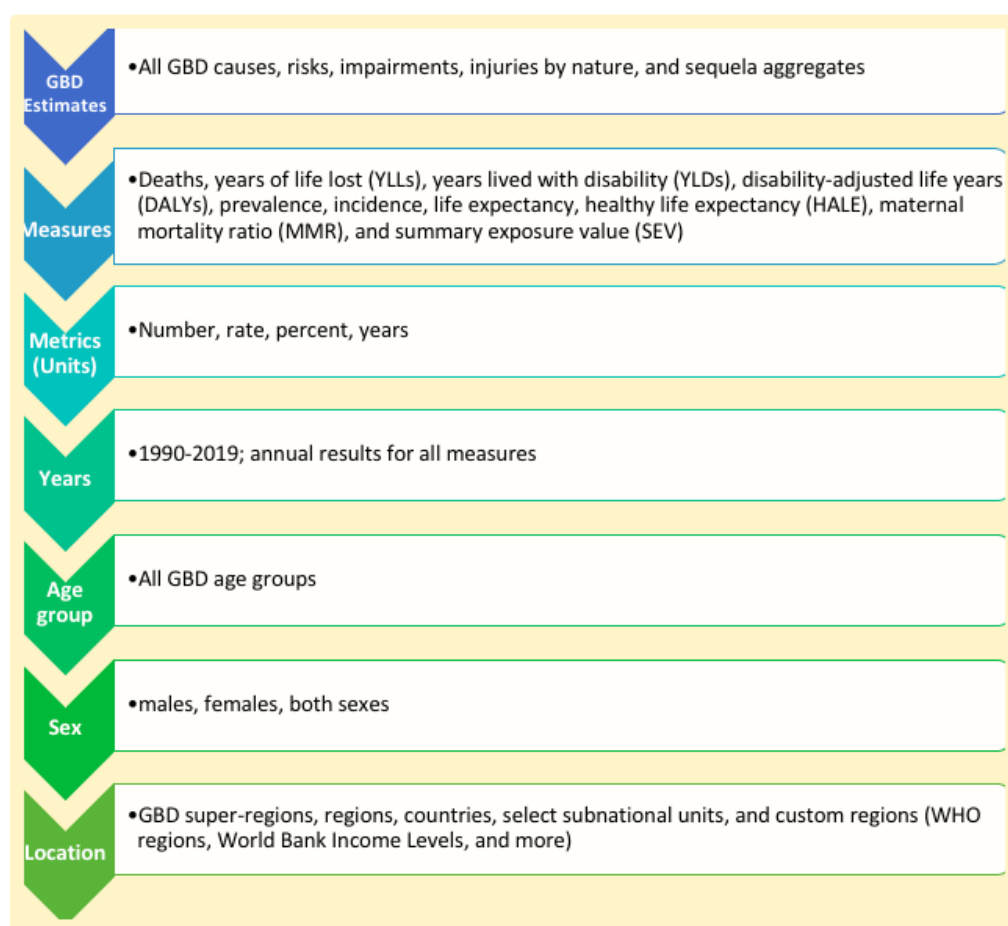 GBD
Estimates
•All GBD causes, risks, impairments, injuries by nature, and sequela aggregates
Measures
•Deaths, years of life lost (YLLs), years lived with disability (YLDs), disability-adjusted life years
(DALYs), prevalence, incidence, life expectancy, healthy life expectancy (HALE), maternal
mortality ratio (MMR), and summary exposure value (SEV)
Metrics
(Units)
•Number, rate, percent, years
Years
•1990-2019; annual results for all measures
Age
group
•All GBD age groups
Sex
•males, females, both sexes
Location
•GBD super-regions, regions, countries, select subnational units, and custom regions (WHO
regions, World Bank Income Levels, and more)